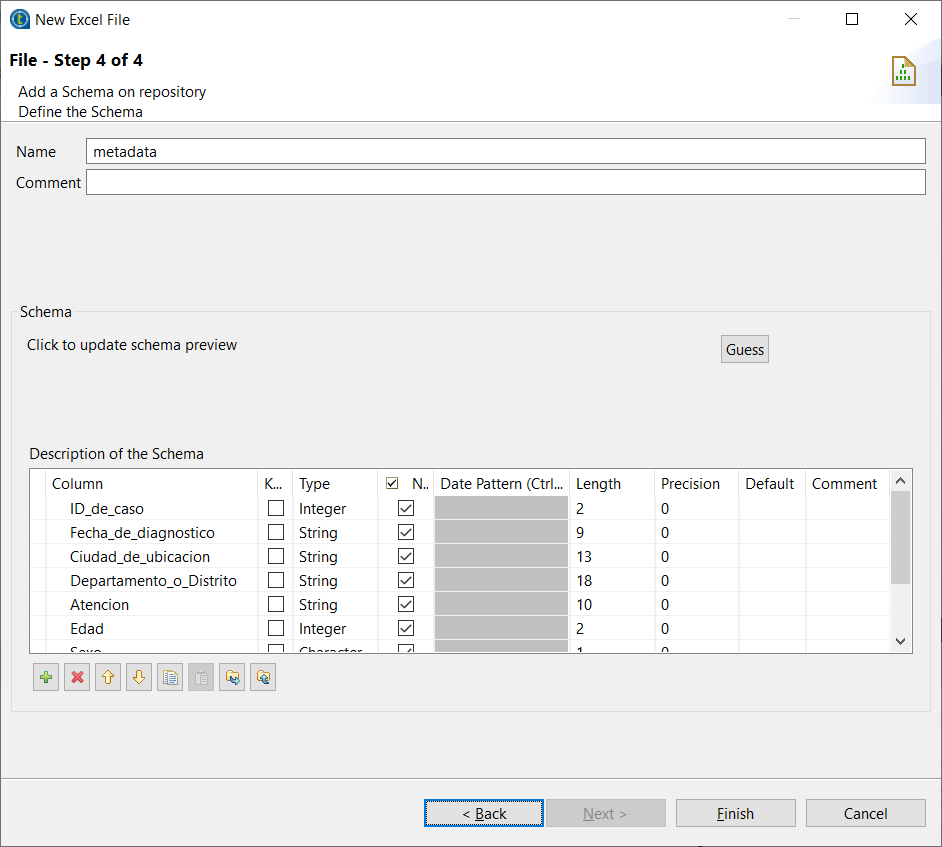 New Excel File
File - Step 4 of 4
Add a Schema on repository
Define the Schema
Name metadata
Comment
Schema
Click to update schema preview Guess
Description of the Schema
Column K... Type N.. Date Pattern (Ctrl... Length Precision Default Comment
ID_de_caso Integer 2 0
Fecha_de_diagnostico String 9 0
Ciudad_de_ubicacion String 13 0
Departamento_o_Distrito String 18 0
Atencion String 10 0
Edad Integer 2 0
Sexo Character 1 0
< Back Next > Finish Cancel